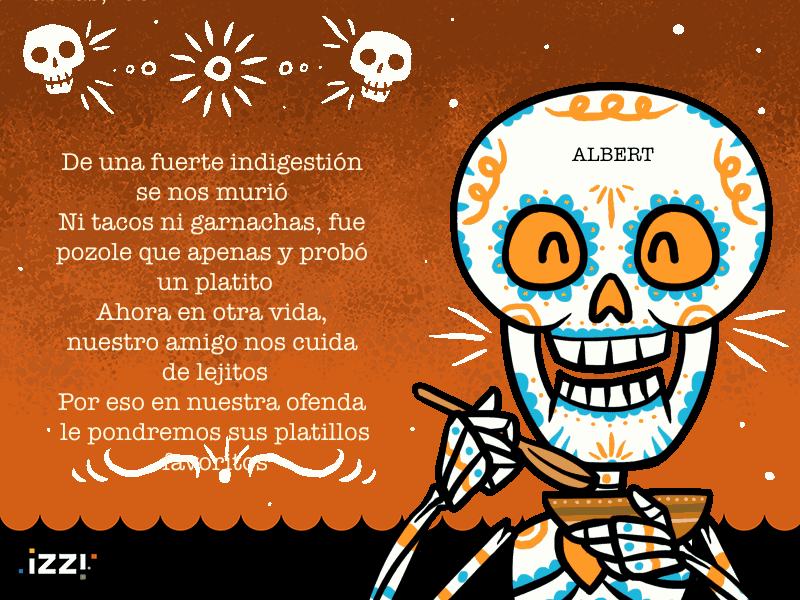 De una fuerte indigestión
se nos murió
Ni tacos ni garnachas, fue
pozole que apenas y probó
un platito
Ahora en otra vida,
nuestro amigo nos cuida
de lejitos
Por eso en nuestra ofenda
le pondremos sus platillos
favoritos
ALBERT
izzi